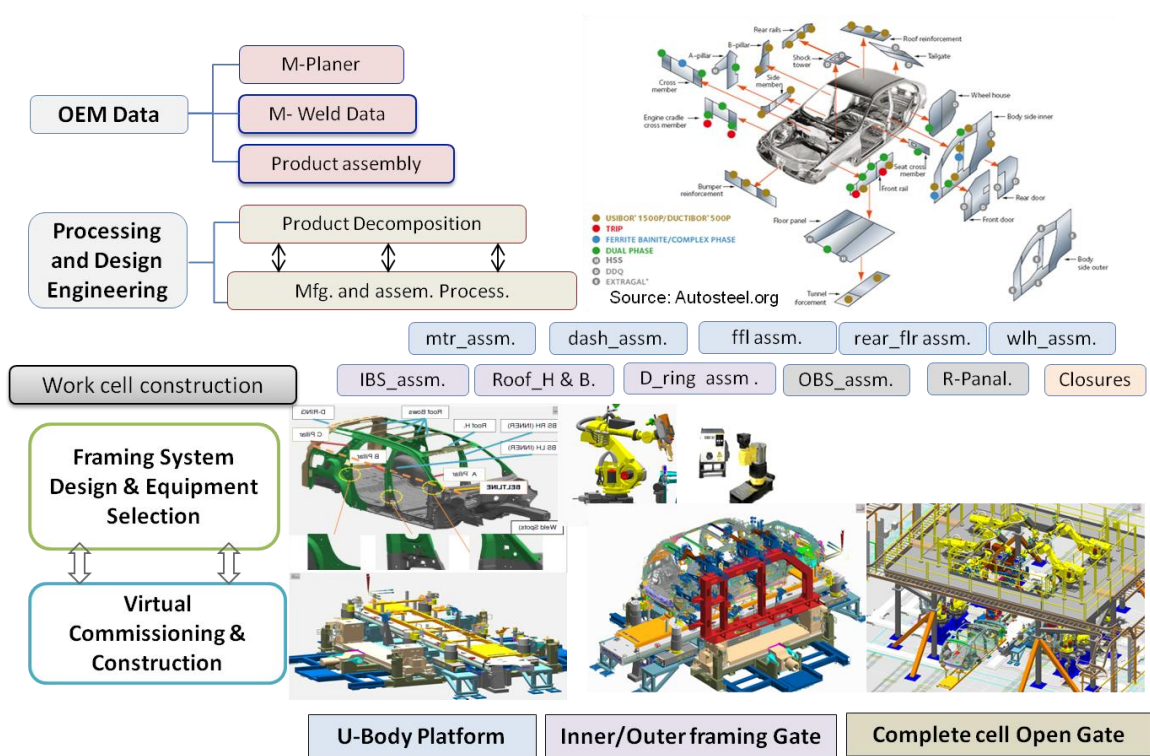 M-Planer
OEM Data
M- Weld Data
Product assembly
Processing
and Design
Engineering
Product Decomposition
Mfg. and assem. Process.
Rear rails
Roof reinforcement
B-pillar
A-pillar
Shock
tower
Tailgate
Cross
member
Side
members
Wheel house
Engine cradle
cross member
Body side inner
Seat cross
member
Bumper
reinforcement
Front rail
Rear door
Floor panel
Front door
USIBOR® 1500P/DUCTIBOR® 500P
TRIP
FERRITE BAINITE/COMPLEX PHASE
DUAL PHASE
H HSS
D DDQ
E EXTRAGAL®
Body
side outer
Source: Autosteel.org
Tunnel
forcement
mtr_assm.
dash_assm.
ffl assm.
rear_flr assm.
wlh_assm.
Work cell construction
IBS_assm.
Roof_H & B.
D_ring assm .
OBS_assm.
R-Panal.
Closures
Framing System
Design & Equipment
Selection
D-RING
Roof Bows
Roof H.
BS RH (INNER)
BS LH (INNER)
C Pillar
B Pillar
A Pillar
BELTLINE
(Weld Spots)
Virtual
Commissioning &
Construction
U-Body Platform
Inner/Outer framing Gate
Complete cell Open Gate